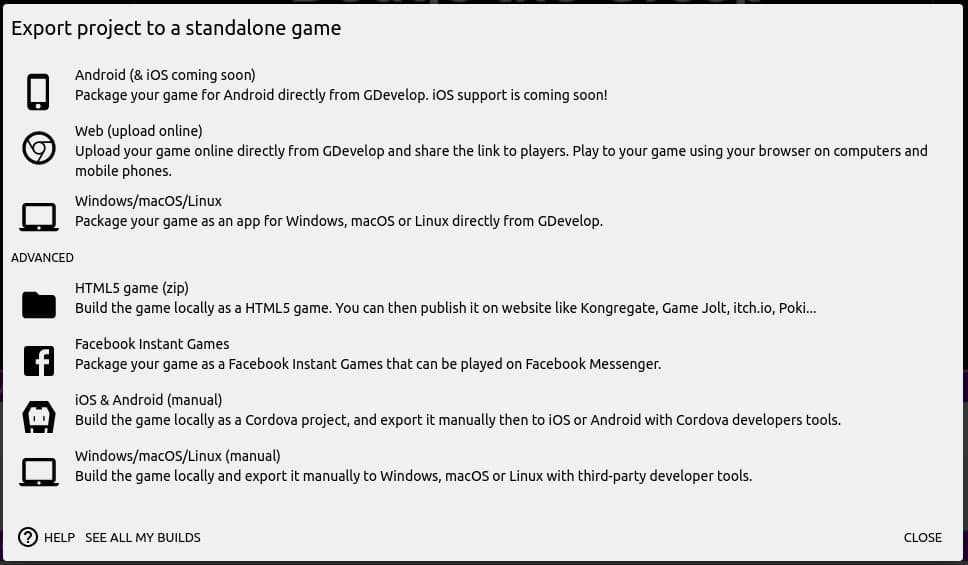 Export project to a standalone game
Android (& iOS coming soon)
Package your game for Android directly from GDevelop. iOS support is coming soon!
Web (upload online)
Upload your game online directly from GDevelop and share the link to players. Play to your game using your browser on computers and
mobile phones.
Windows/macOS/Linux
Package your game as an app for Windows, macOS or Linux directly from GDevelop.
ADVANCED
HTML5 game (zip)
Build the game locally as a HTML5 game. You can then publish it on website like Kongregate, Game Jolt, itch.io, Poki...
Facebook Instant Games
Package your game as a Facebook Instant Games that can be played on Facebook Messenger.
iOS & Android (manual)
Build the game locally as a Cordova project, and export it manually then to iOS or Android with Cordova developers tools.
Windows/macOS/Linux (manual)
Build the game locally and export it manually to Windows, macOS or Linux with third-party developer tools.
HELP SEE ALL MY BUILDS CLOSE